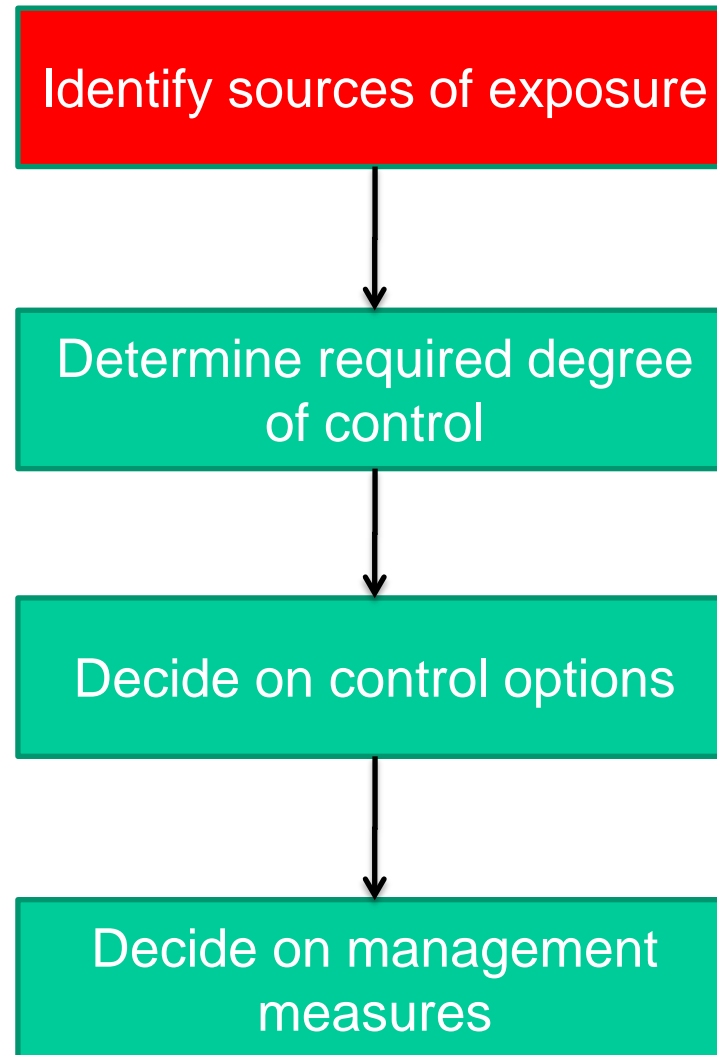 Identify sources of exposure
Determine required degree
of control
Decide on control options
Decide on management
measures